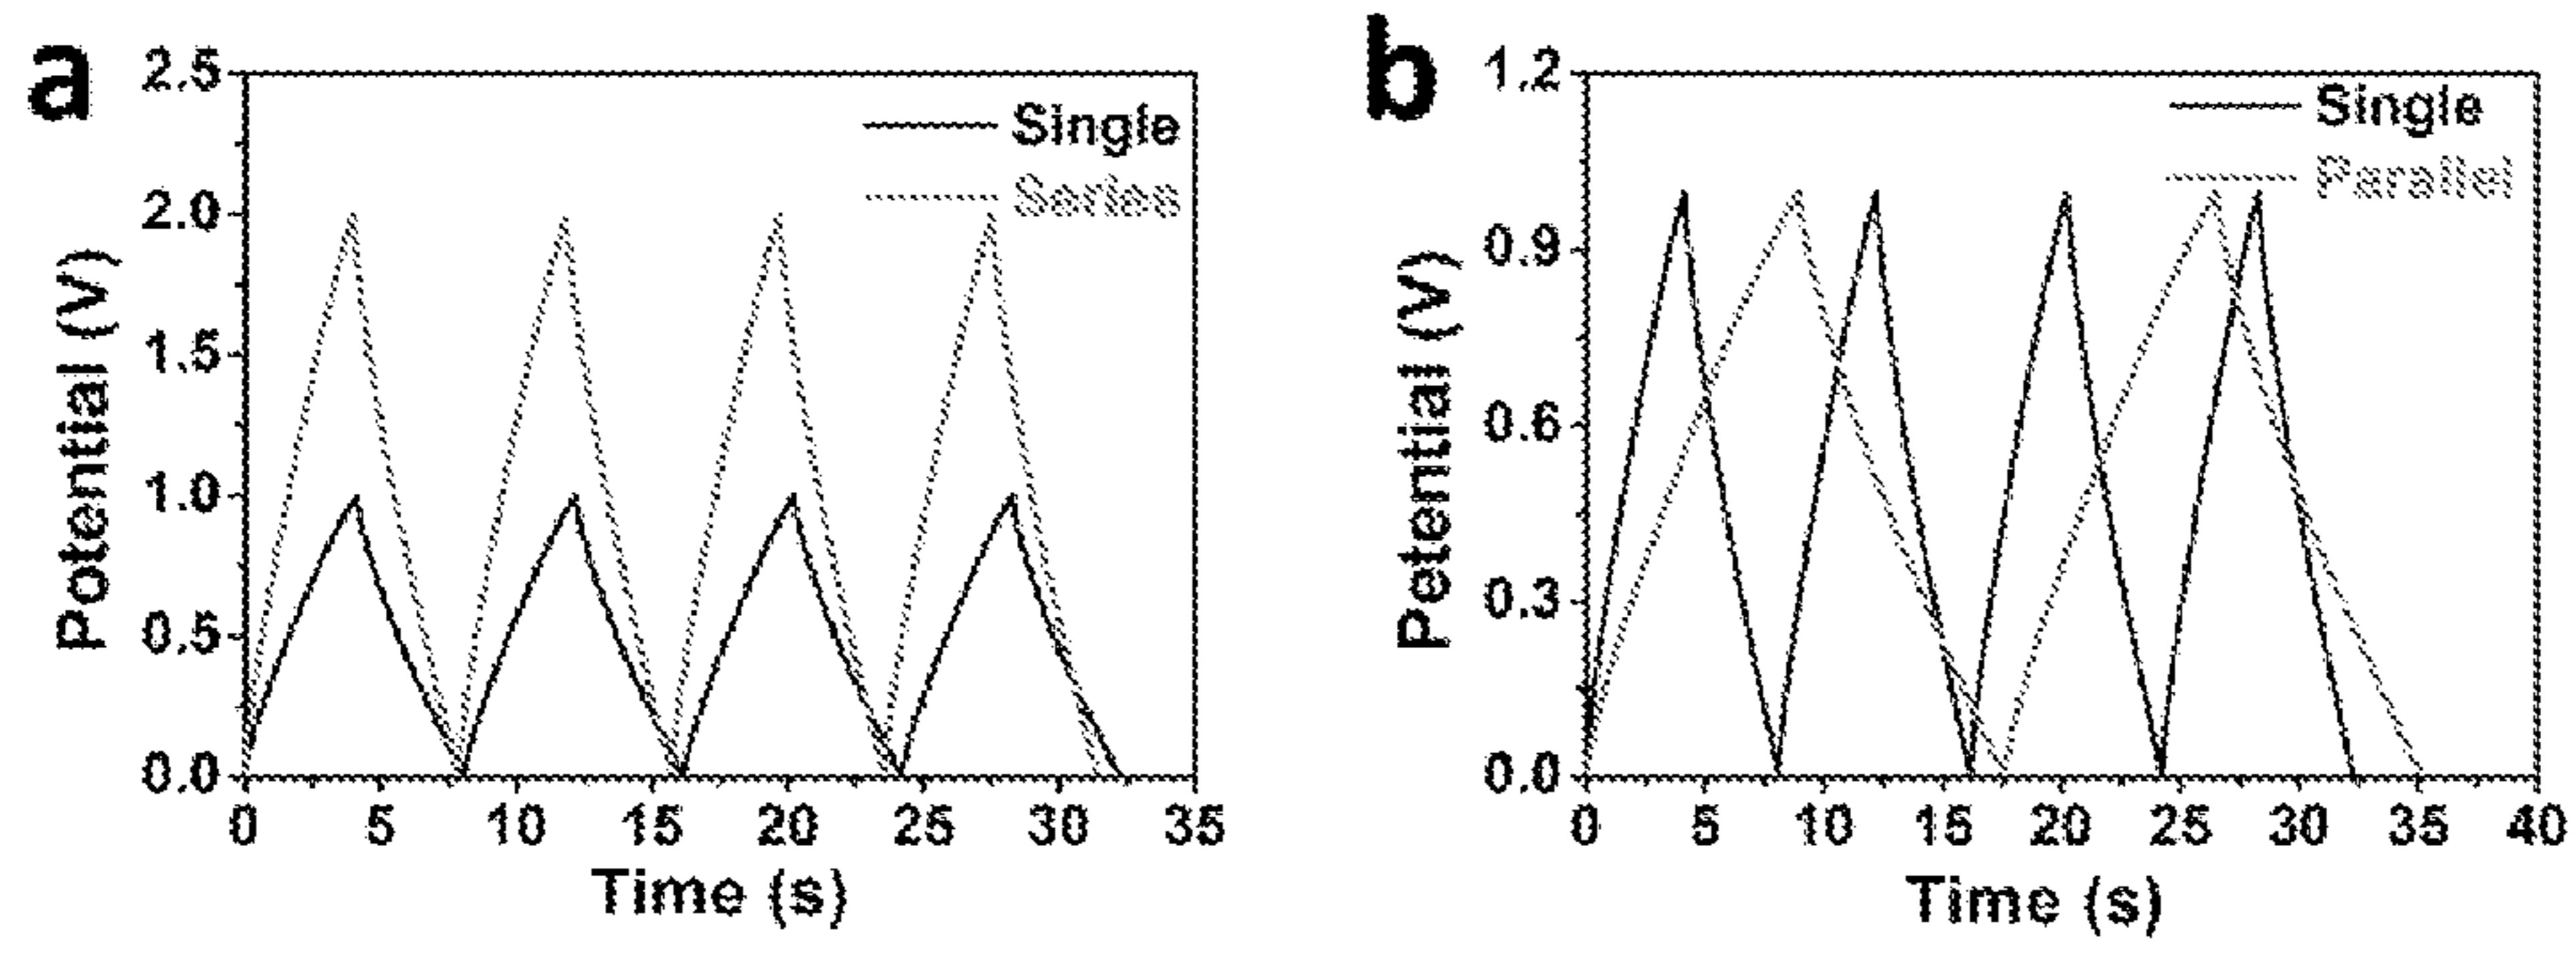 a
2.5
2.0
1.5
1.0
0.5
0.0
Potential (V)
Single
Series
0 5 10 15 20 25 30 35
Time (s)
b
1.2
0.9
0.6
0.3
0.0
Petential (V)
Single
Parallel
0 5 10 15 20 25 30 35 40
Time (s)